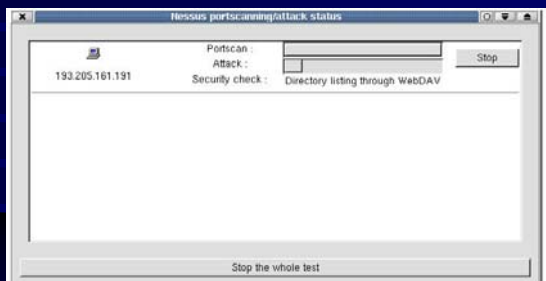 Nessus portscanning/attack status
Portscan :
Attack :
Security check : Directory listing through WebDAV
193.205.161.191
Stop
Stop the whole test